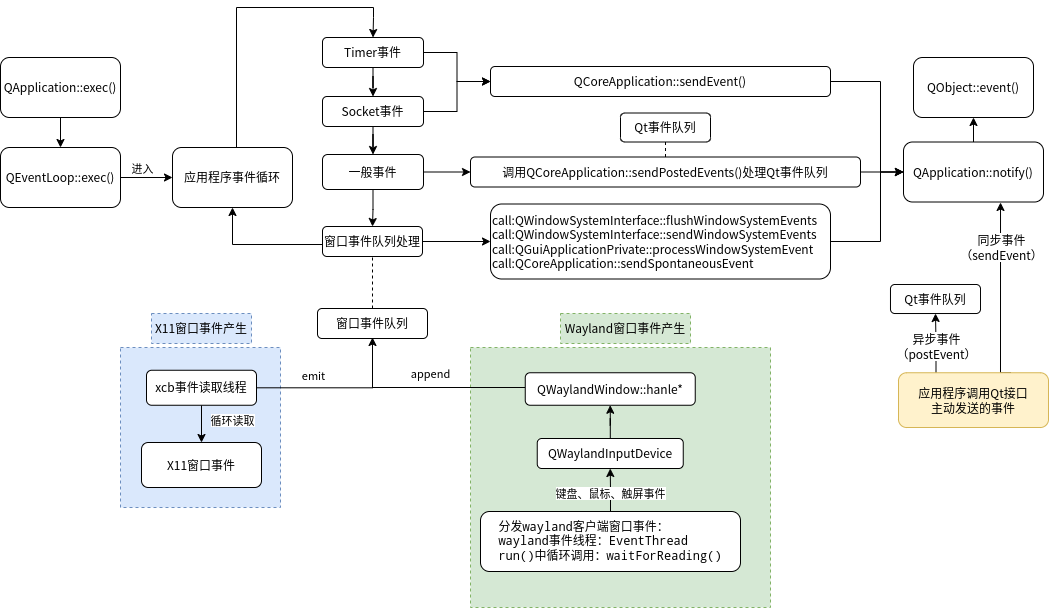 Timer事件
QApplication::exec()
QCoreApplication::sendEvent()
QObject::event()
Socket事件
Qt事件队列
QEventLoop::exec()
进入
应用程序事件循环
一般事件
调用QCoreApplication::sendPostedEvents()处理Qt事件队列
QApplication::notify()
窗口事件队列处理
call:QWindowSystemInterface::flushWindowSystemEvents
call:QWindowSystemInterface::sendWindowSystemEvents
call:QGuiApplicationPrivate::processWindowSystemEvent
call:QCoreApplication::sendSpontaneousEvent
同步事件
（sendEvent）
Qt事件队列
X11窗口事件产生
窗口事件队列
Wayland窗口事件产生
异步事件
（postEvent）
xcb事件读取线程
emit
append
QWaylandWindow::hanle*
应用程序调用Qt接口
主动发送的事件
循环读取
X11窗口事件
QWaylandInputDevice
键盘、鼠标、触屏事件
分发wayland客户端窗口事件：
wayland事件线程：EventThread
run()中循环调用：waitForReading()